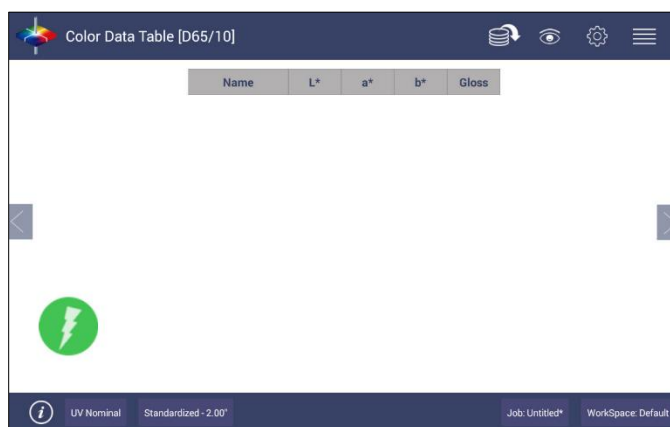 Color Data Table [D65/10]
Name L* a* b* Gloss
i UV Nominal Standardized - 2.00" Job: Untitled* WorkSpace: Default